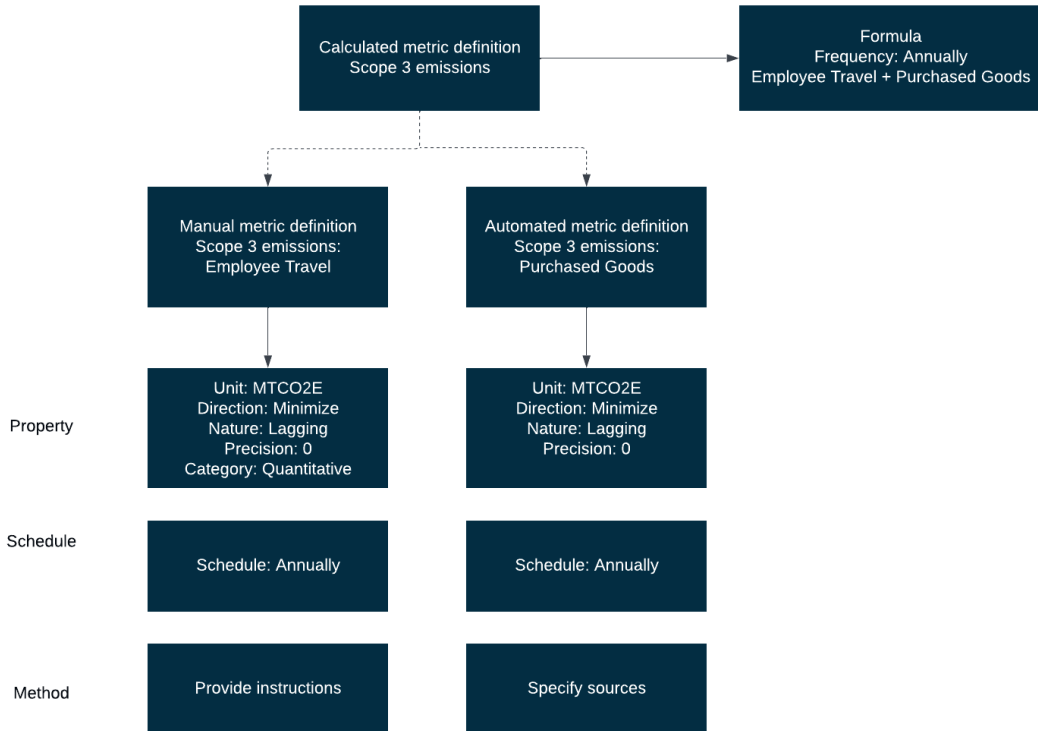 Calculated metric definition
Scope 3 emissions
Formula
Frequency: Annually
Employee Travel + Purchased Goods
Manual metric definition
Scope 3 emissions:
Employee Travel
Automated metric definition
Scope 3 emissions:
Purchased Goods
Property
Unit: MTCO2E
Direction: Minimize
Nature: Lagging
Precision: 0
Category: Quantitative
Unit: MTCO2E
Direction: Minimize
Nature: Lagging
Precision: 0
Schedule
Schedule: Annually
Schedule: Annually
Method
Provide instructions
Specify sources